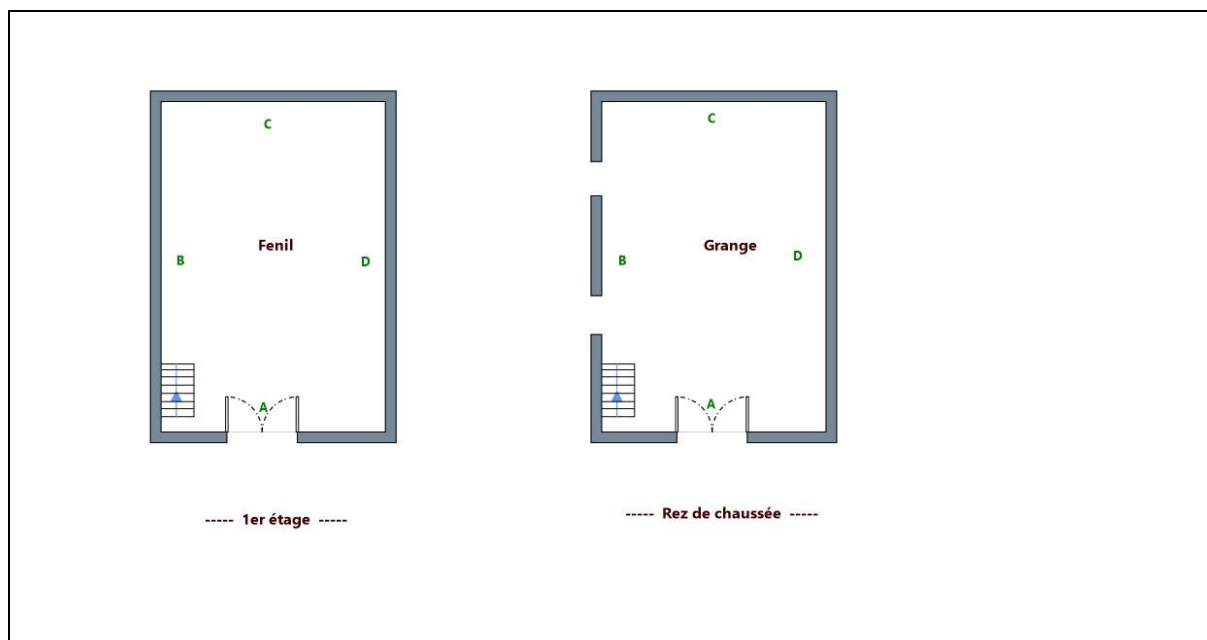 C
Fenil
B
D
A
----- 1er étage -----
C
Grange
B
D
A
----- Rez de chaussée -----